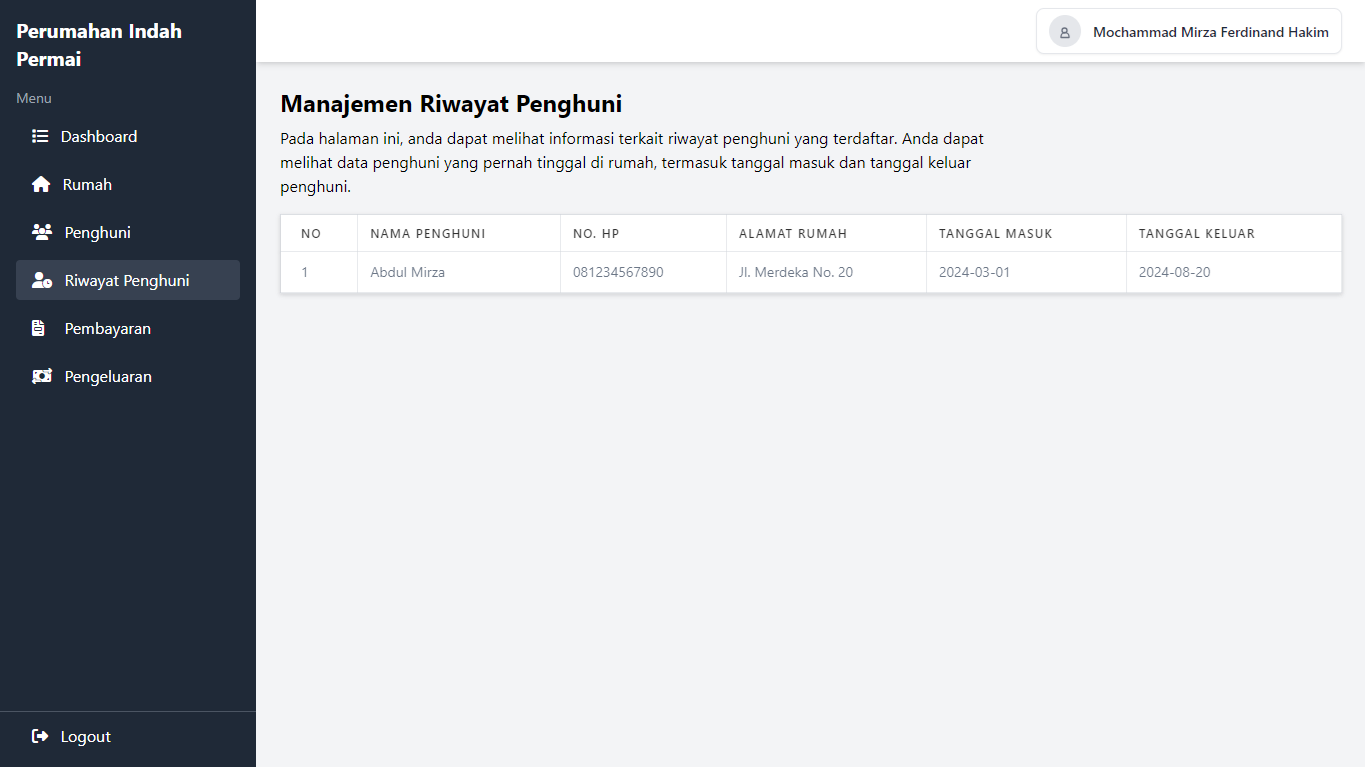 Perumahan Indah
Permai
Menu
Dashboard
Rumah
Penghuni
Riwayat Penghuni
Pembayaran
Pengeluaran
Logout
Mochammad Mirza Ferdinand Hakim
Manajemen Riwayat Penghuni
Pada halaman ini, anda dapat melihat informasi terkait riwayat penghuni yang terdaftar. Anda dapat
melihat data penghuni yang pernah tinggal di rumah, termasuk tanggal masuk dan tanggal keluar
penghuni.
NO NAMA PENGHUNI NO. HP ALAMAT RUMAH TANGGAL MASUK TANGGAL KELUAR
1 Abdul Mirza 081234567890 Jl. Merdeka No. 20 2024-03-01 2024-08-20